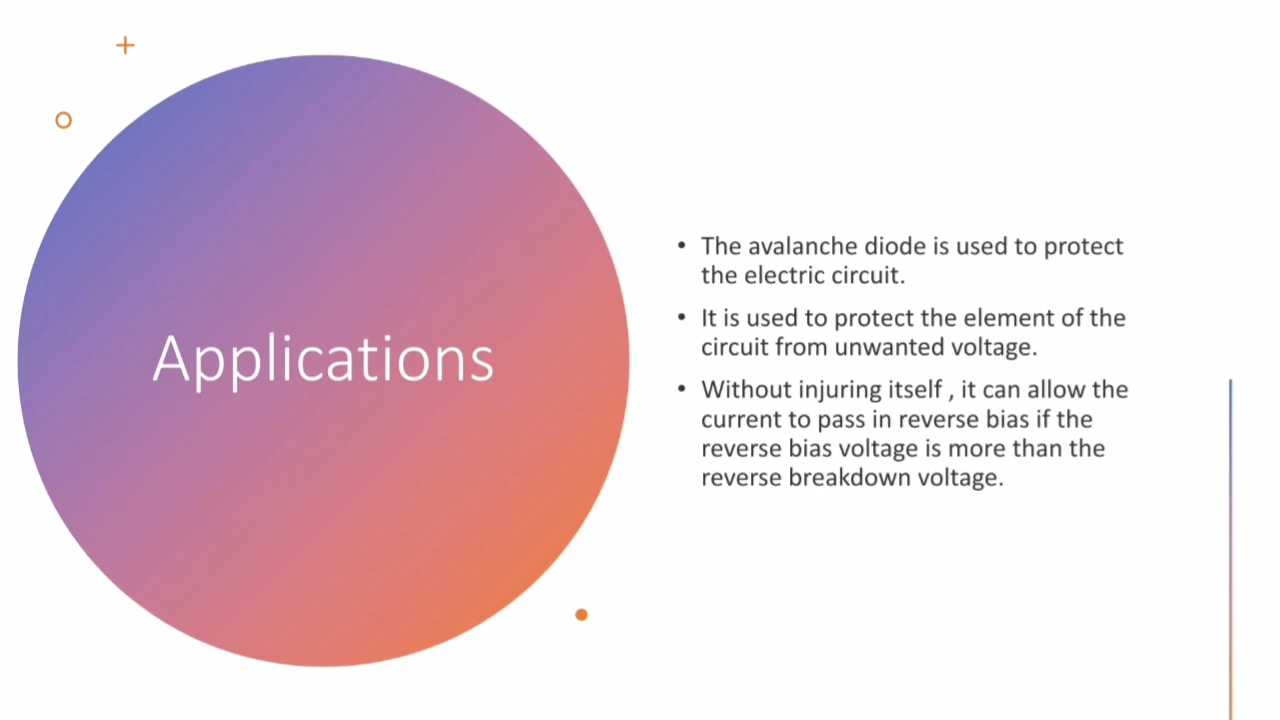 Applications
• The avalanche diode is used to protect
the electric circuit.
• It is used to protect the element of the
circuit from unwanted voltage.
• Without injuring itself , it can allow the
current to pass in reverse bias if the
reverse bias voltage is more than the
reverse breakdown voltage.